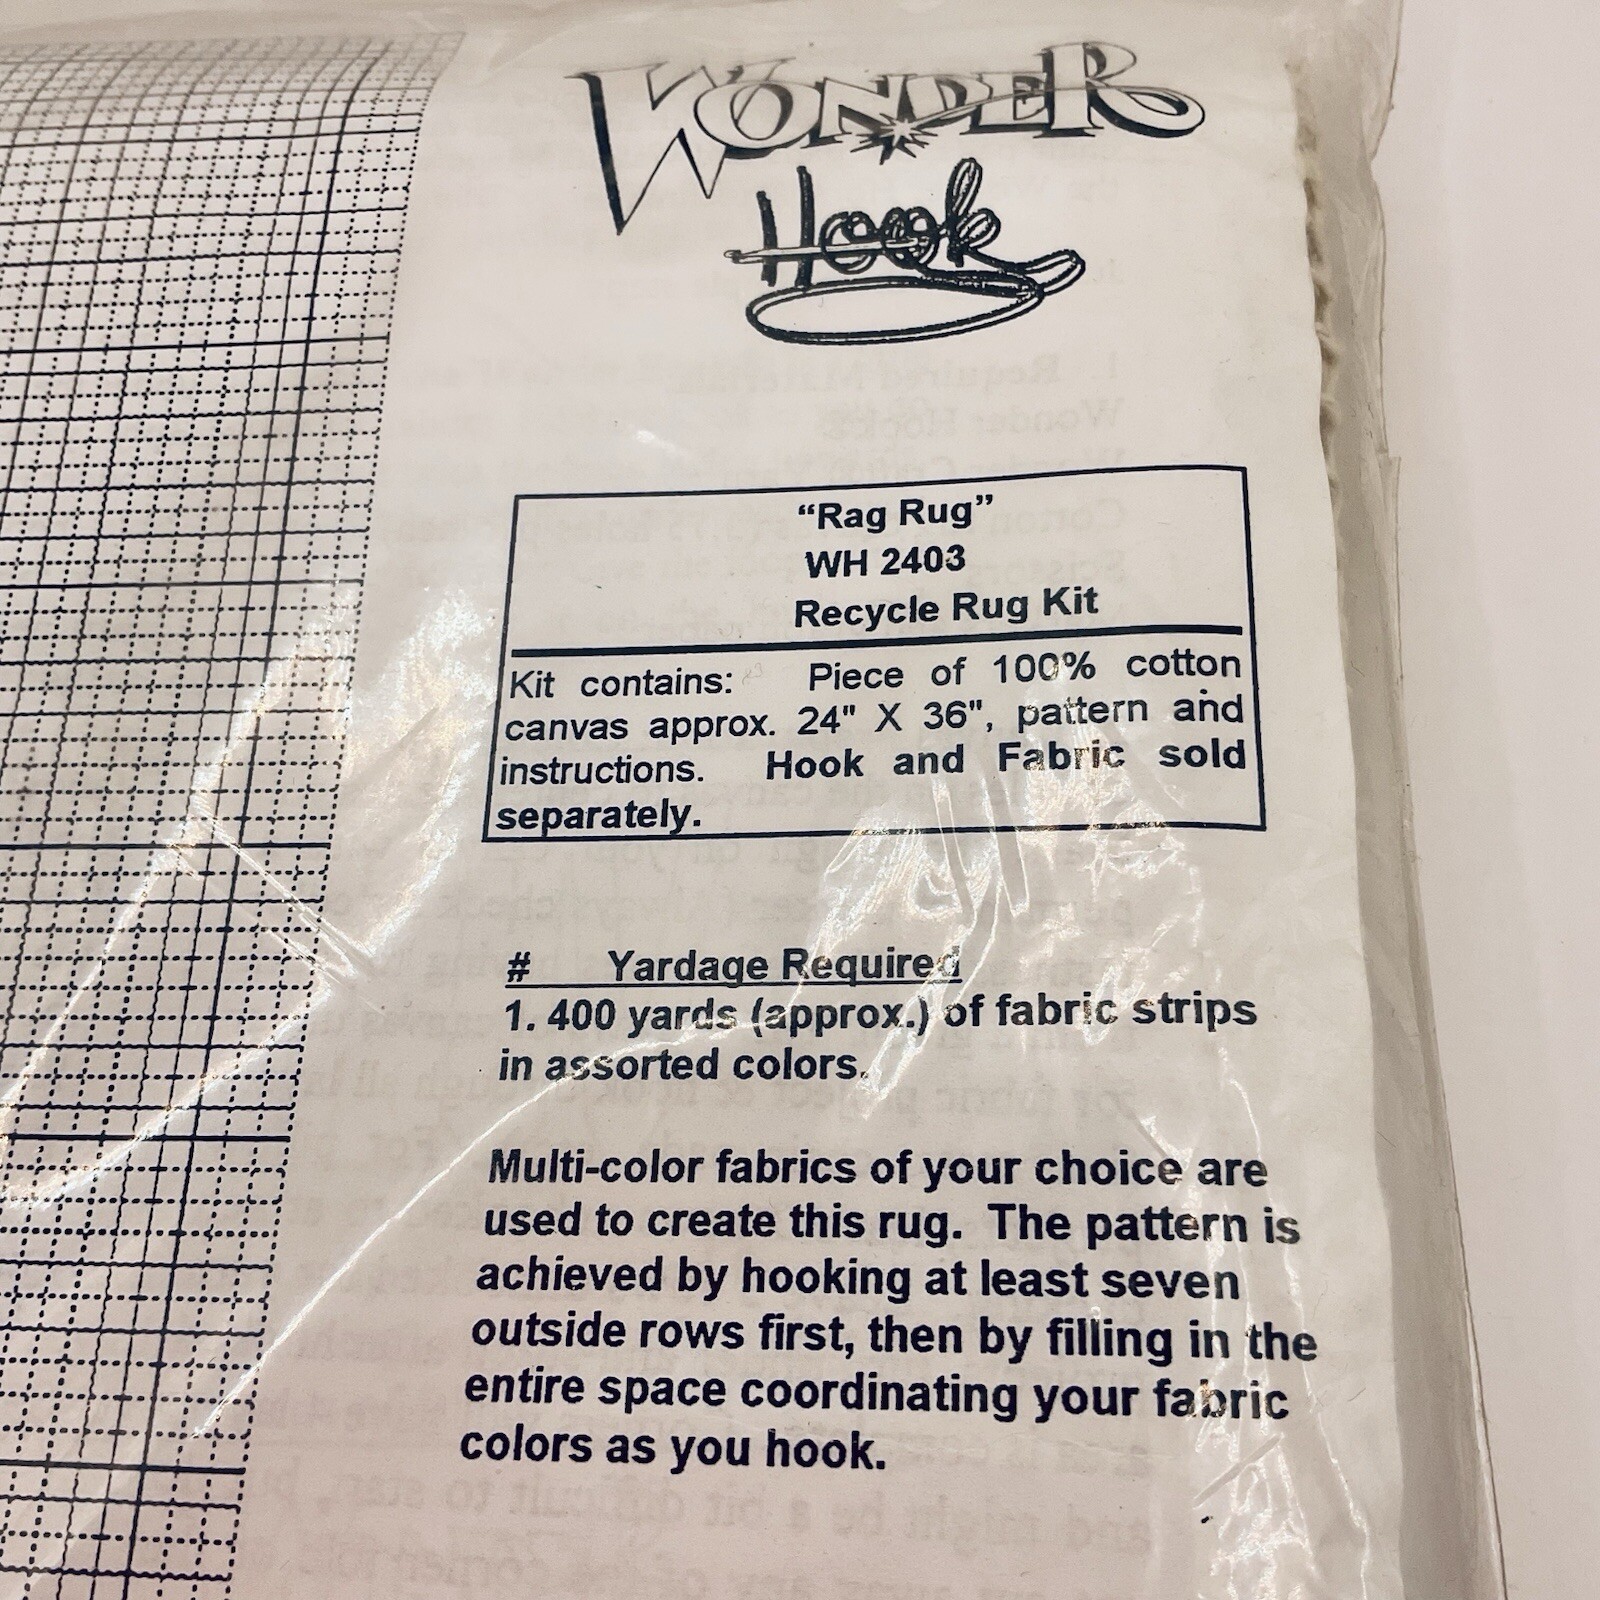 WONDER
Hook
“Rag Rug”
WH 2403
Recycle Rug Kit
Kit contains: Piece of 100% cotton
canvas approx. 24" X 36", pattern and
instructions. Hook and Fabric sold
separately.
# Yardage Required
1. 400 yards (approx.) of fabric strips
in assorted colors.
Multi-color fabrics of your choice are
used to create this rug. The pattern is
achieved by hooking at least seven
outside rows first, then by filling in the
entire space coordinating your fabric
colors as you hook.